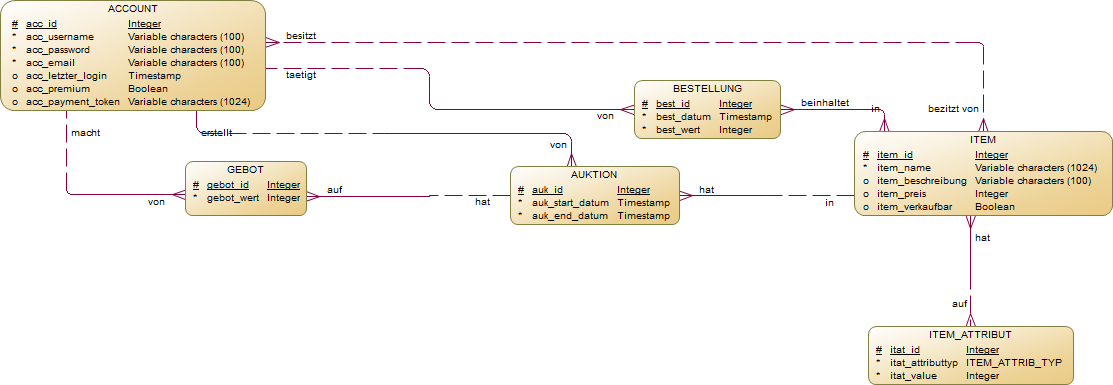 ACCOUNT
# acc_id Integer
* acc_username Variable characters (100)
* acc_password Variable characters (100)
* acc_email Variable characters (100)
o acc_letzter_login Timestamp
o acc_premium Boolean
o acc_payment_token Variable characters (1024)
besitzt
taetigt
macht
erstellt
von
von
von
BESTELLUNG
# best_id Integer
* best_datum Timestamp
* best_wert Integer
beinhaltet
in
bezitzt von
GEBOT
# gebot_id Integer
* gebot_wert Integer
auf
hat
AUKTION
# auk_id Integer
* auk_start_datum Timestamp
* auk_end_datum Timestamp
hat
in
ITEM
# item_id Integer
* item_name Variable characters (1024)
o item_beschreibung Variable characters (100)
o item_preis Integer
o item_verkaufbar Boolean
hat
auf
ITEM_ATTRIBUT
# itat_id Integer
* itat_attributtyp ITEM_ATTRIB_TYP
* itat_value Integer